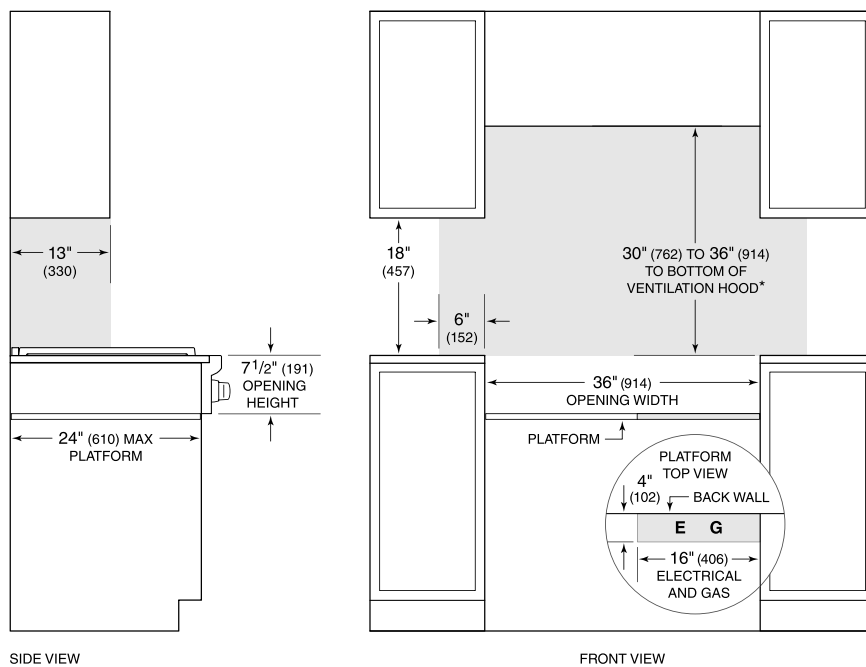 13"
(330)
7 1/2" (191)
OPENING
HEIGHT
24" (610) MAX
PLATFORM
SIDE VIEW
18"
(457)
30" (762) TO 36" (914)
TO BOTTOM OF
VENTILATION HOOD*
6"
(152)
36" (914)
OPENING WIDTH
PLATFORM
PLATFORM
TOP VIEW
4"
(102)
BACK WALL
E G
16" (406)
ELECTRICAL
AND GAS
FRONT VIEW